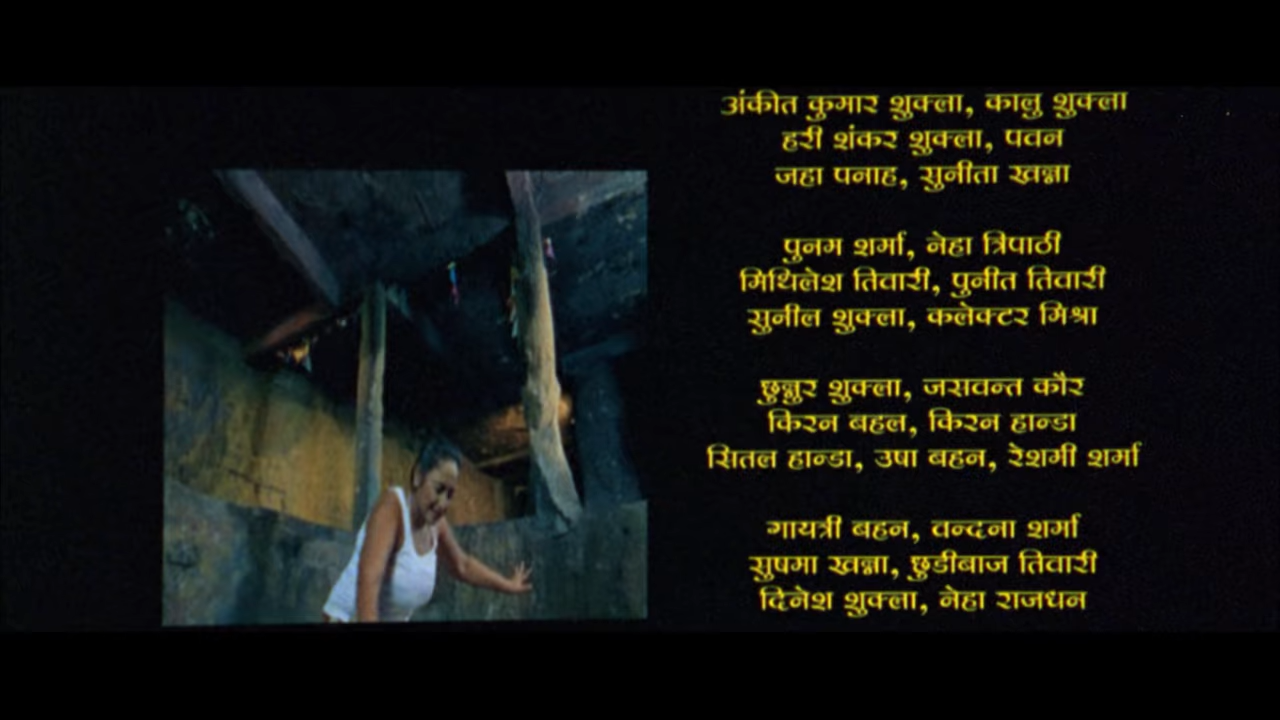 अंकीत कुमार शुक्ला, कालु शुक्ला
हरी शंकर शुक्ला, पवन
जहा पनाह, सुनीता खन्ना
पुनम शर्मा, नेहा त्रिपाठी
मिथिलेश तिवारी, पुनीत तिवारी
सुनील शुक्ला, कलेक्टर मिश्रा
छुन्नुर शुक्ला, जसवन्त कौर
किरन बहल, किरन हान्डा
सितल हान्डा, उषा बहन, रेशमी शर्मा
गायत्री बहन, वन्दना शर्मा
सुषमा खन्ना, छुडीबाज तिवारी
दिनेश शुक्ला, नेहा राजधन